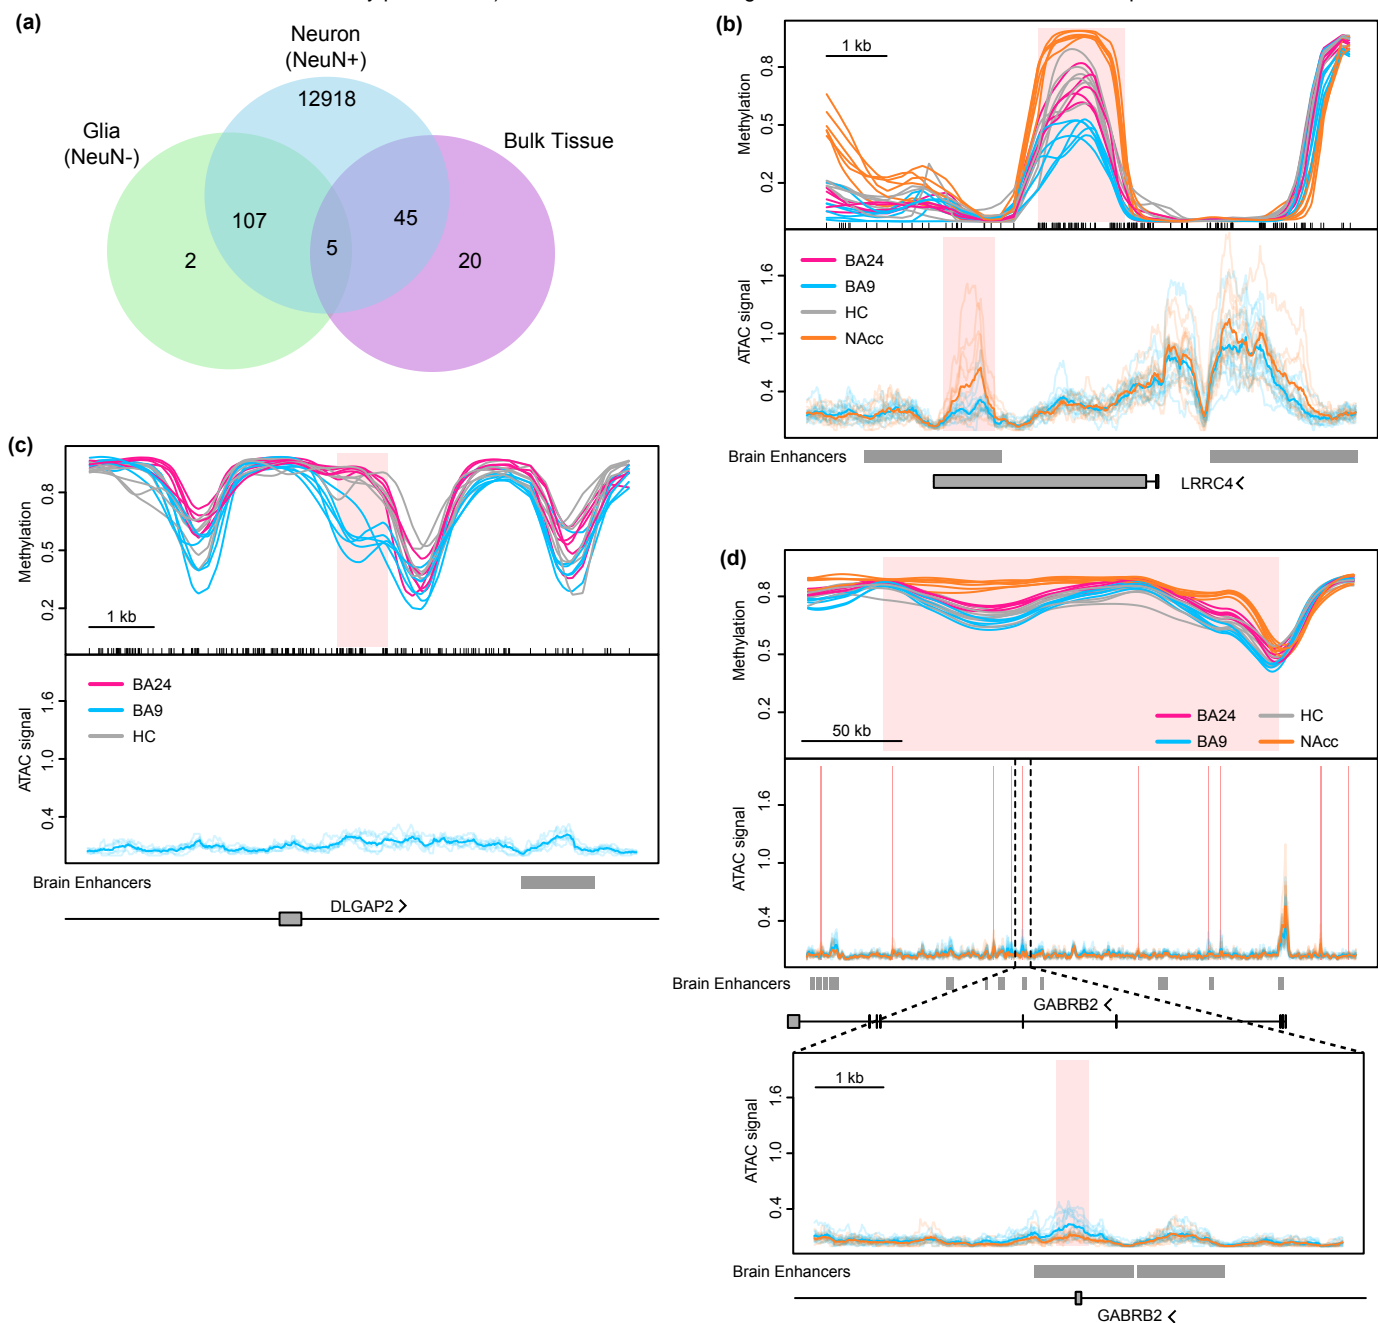 (a)
Neuron
(NeuN+)
12918
Glia
(NeuN-)
Bulk Tissue
107
45
5
2
20
(b)
1 kb
Methylation
0.8
0.5
0.2
BA24
BA9
HC
NAcc
ATAC signal
1.6
1.0
0.4
Brain Enhancers
LRRC4 <
(c)
Methylation
0.8
0.5
0.2
1 kb
BA24
BA9
HC
ATAC signal
1.6
1.0
0.4
Brain Enhancers
DLGAP2 >
(d)
Methylation
0.8
0.5
0.2
50 kb
BA24
HC
BA9
NAcc
ATAC signal
1.6
1.0
0.4
Brain Enhancers
GABRB2 <
1 kb
ATAC signal
1.6
1.0
0.4
Brain Enhancers
GABRB2 <